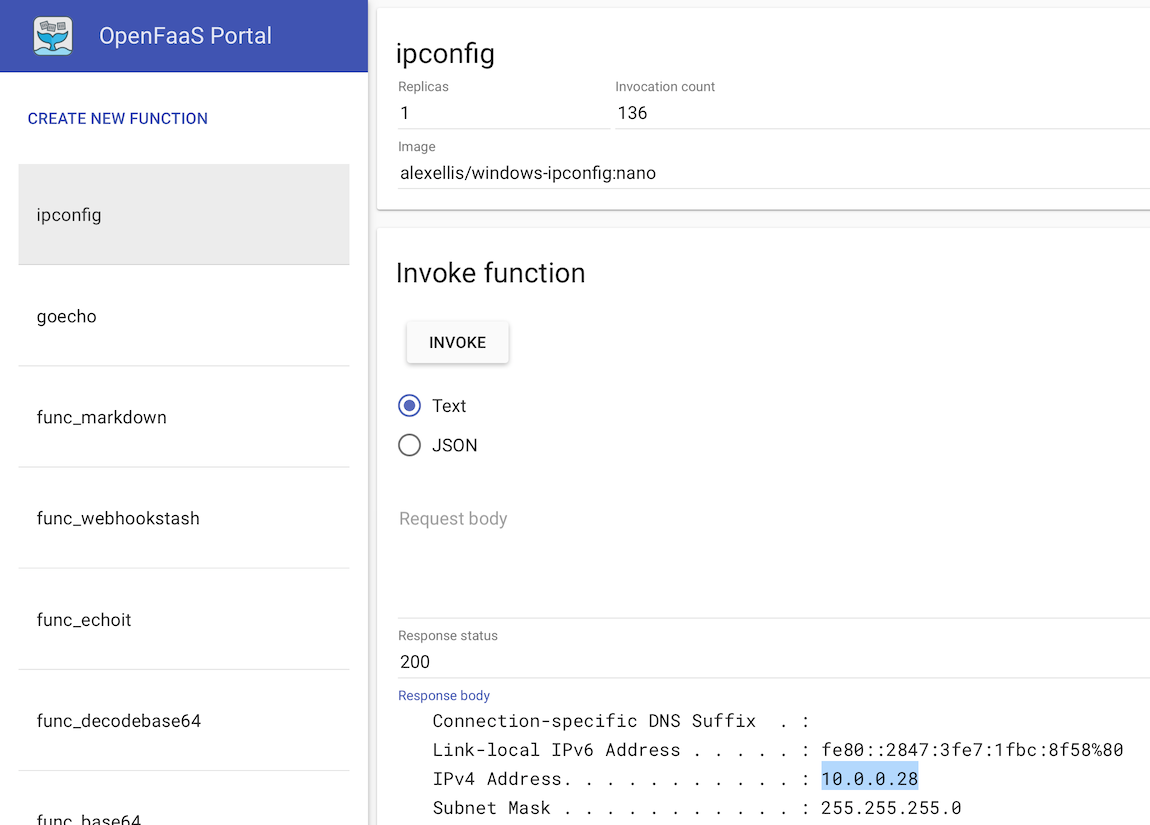 OpenFaaS Portal
CREATE NEW FUNCTION
ipconfig
goecho
func_markdown
func_webhookstash
func_echoit
func_decodebase64
func_base64
ipconfig
Replicas
Invocation count
1
136
Image
alexellis/windows-ipconfig:nano
Invoke function
INVOKE
Text
JSON
Request body
Response status
200
Response body
Connection-specific DNS Suffix  . :
Link-local IPv6 Address . . . . . : fe80::2847:3fe7:1fbc:8f58%80
IPv4 Address. . . . . . . . . . . : 10.0.0.28
Subnet Mask . . . . . . . . . . . : 255.255.255.0